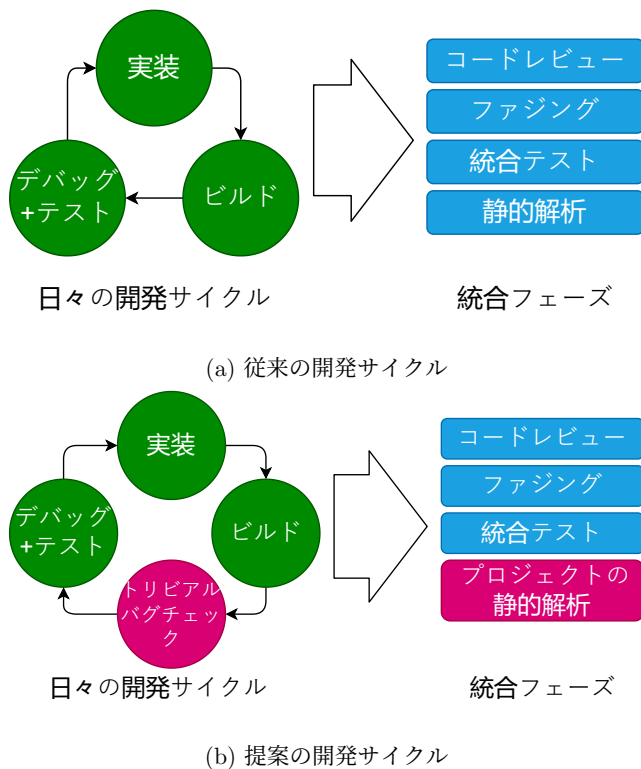 実装
デバッグ
+テスト
ビルド
日々の開発サイクル
コードレビュー
ファジング
統合テスト
静的解析
統合フェーズ
(a) 従来の開発サイクル
実装
デバッグ
+テスト
ビルド
トリビアル
バグチェッ
ク
日々の開発サイクル
コードレビュー
ファジング
統合テスト
プロジェクトの
静的解析
統合フェーズ
(b) 提案の開発サイクル